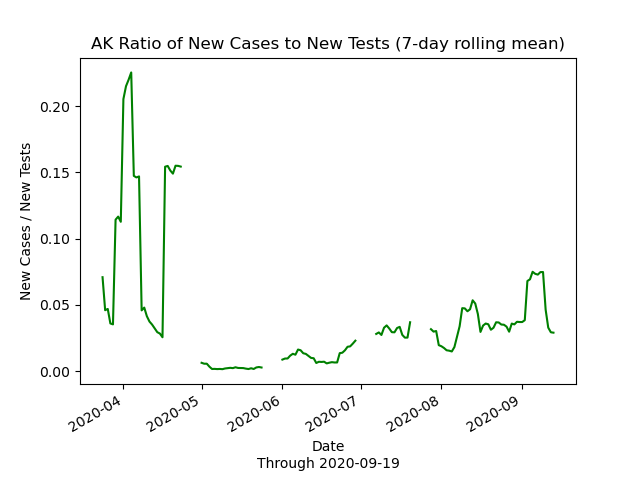 AK Ratio of New Cases to New Tests (7-day rolling mean)
New Cases / New Tests
0.20
0.15
0.10
0.05
0.00
2020-04
2020-05
2020-06
2020-07
2020-08
2020-09
Date
Through 2020-09-19